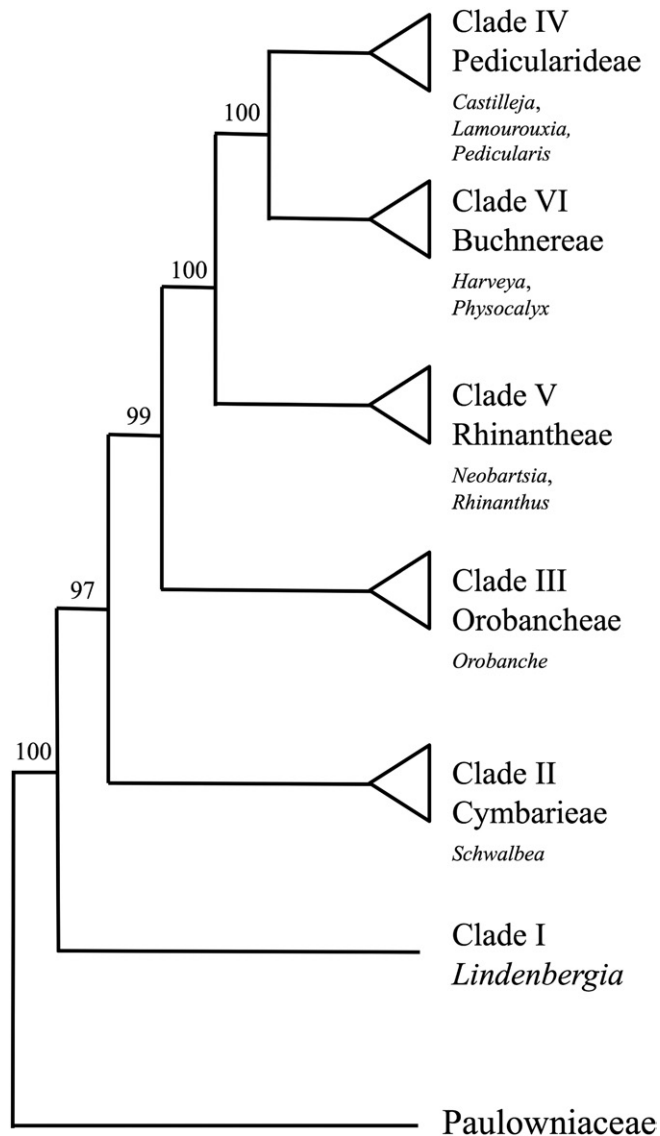 Clade IV
Pedicularideae
100
Castilleja,
Lamourouxia,
Pedicularis
Clade VI
Buchnereae
100
Harveya,
Physocalyx
Clade V
Rhinantheae
99
Neobartsia,
Rhinanthus
Clade III
Orobancheae
97
Orobanche
100
Clade II
Cymbarieae
Schwalbea
Clade I
Lindenbergia
Paulowniaceae